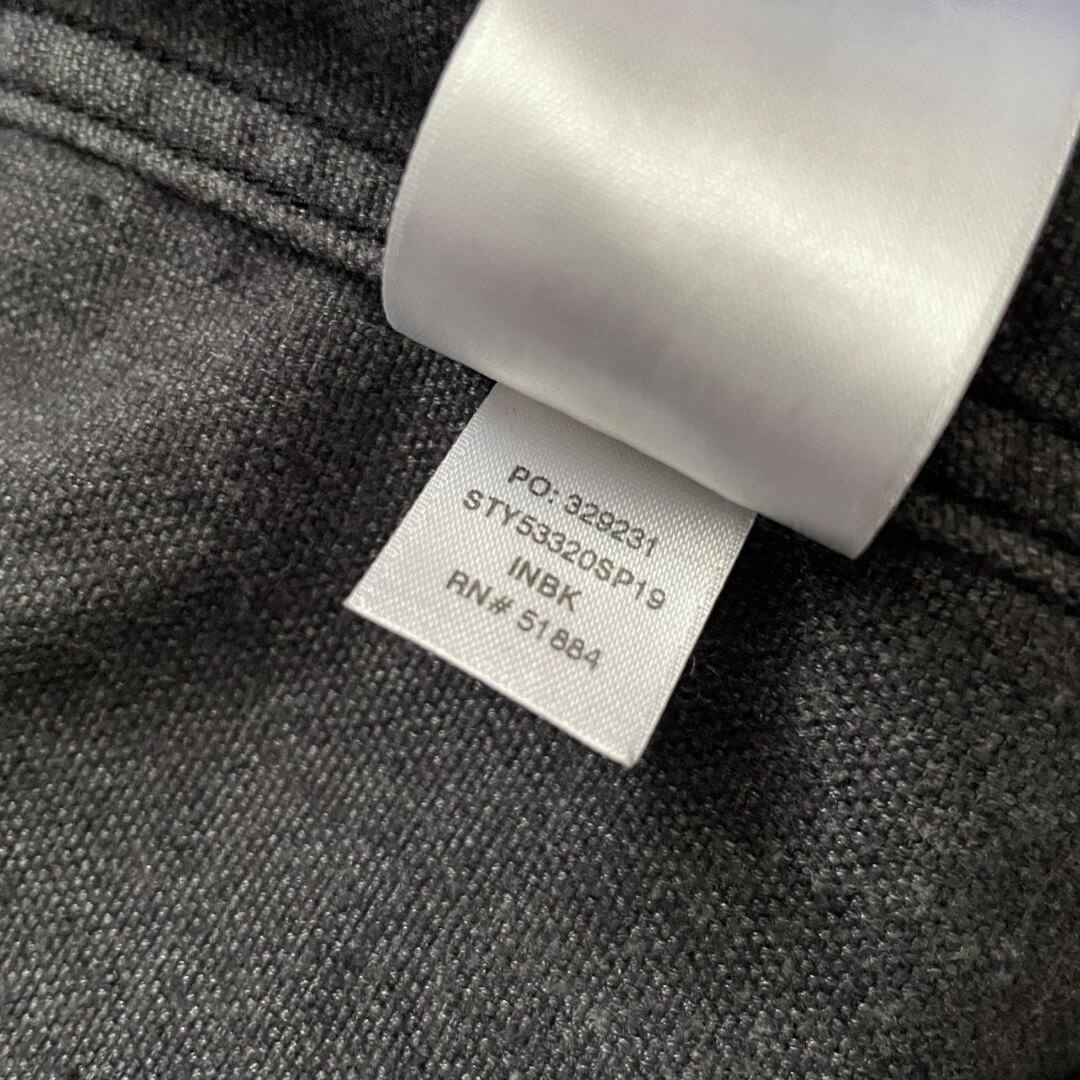 PO: 329231
STY53320SP19
INBK
RN# 51884